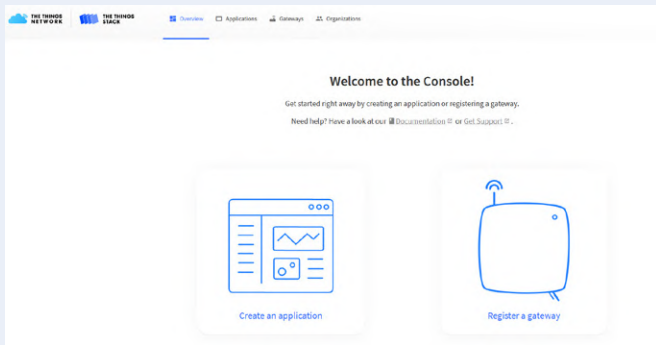 THE THINGS NETWORK THE THINGS STACK Overview Applications Gateways Organizations
Welcome to the Console!
Get started right away by creating an application or registering a gateway.
Need help? Have a look at our Documentation or Get Support.
Create an application Register a gateway